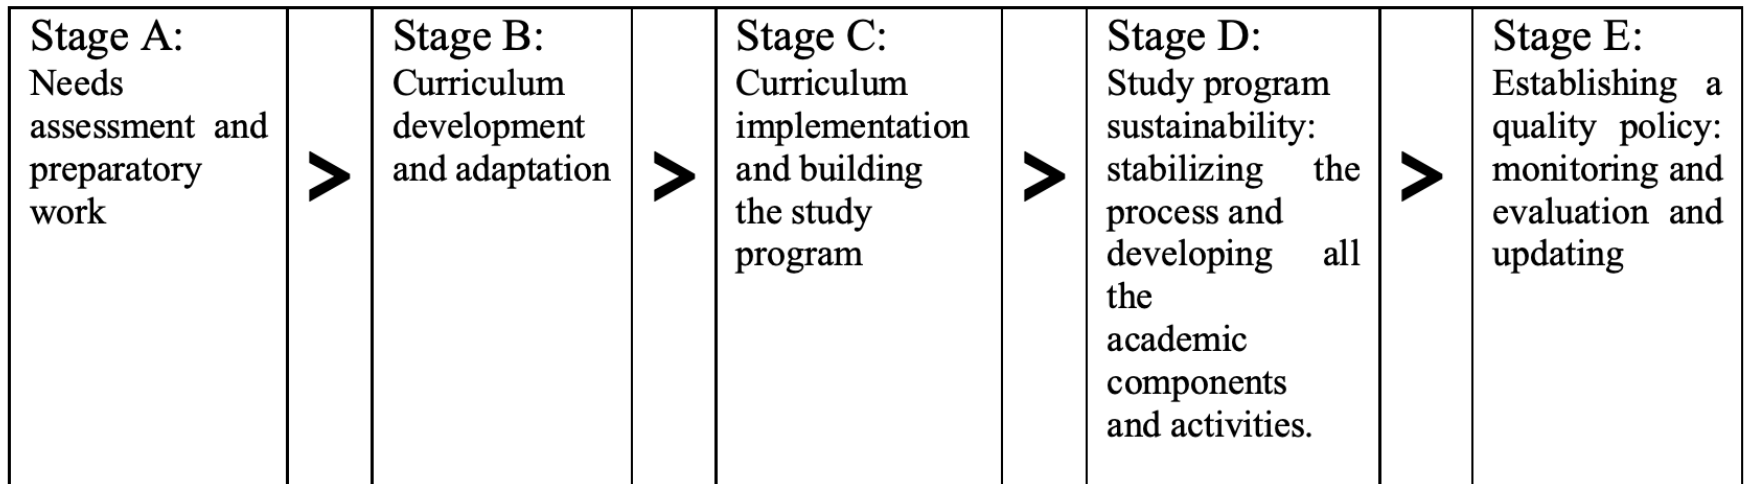 Stage A:
Needs
assessment and
preparatory
work
>
Stage B:
Curriculum
development
and adaptation
>
Stage C:
Curriculum
implementation
and building
the study
program
>
Stage D:
Study program
sustainability:
stabilizing the
process and
developing all
the
academic
components
and activities.
>
Stage E:
Establishing a
quality policy:
monitoring and
evaluation and
updating